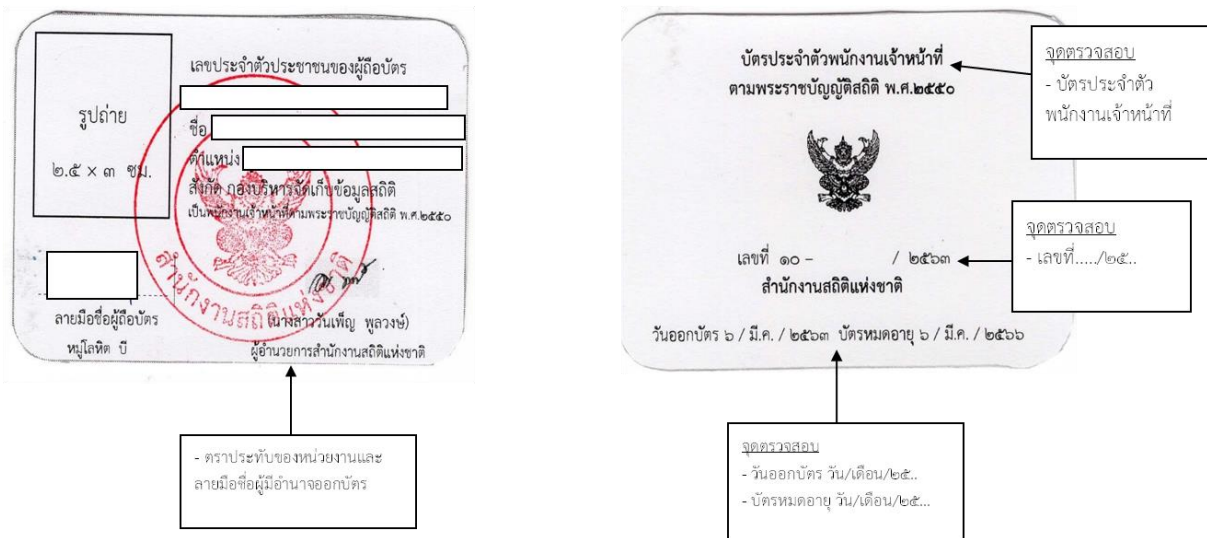 เลขประจำตัวประชาชนของผู้ถือบัตร
รูปถ่าย
๒.๕ × ๓ ซม.
ชื่อ
ตำแหน่ง
สังกัด กองบริหารจัดเก็บข้อมูลสถิติ
เป็นพนักงานเจ้าหน้าที่ตามพระราชบัญญัติสถิติ พ.ศ.๒๕๕๐
สำนักงานสถิติแห่งชาติ
ลายมือชื่อผู้ถือบัตร
(นางสาววันเพ็ญ พูลวงษ์)
หมู่โลหิต บี
ผู้อำนวยการสำนักงานสถิติแห่งชาติ
- ตราประทับของหน่วยงานและ
ลายมือชื่อผู้มีอำนาจออกบัตร
บัตรประจำตัวพนักงานเจ้าหน้าที่
ตามพระราชบัญญัติสถิติ พ.ศ.๒๕๕๐
เลขที่ ๑๐ – / ๒๕๖๓
สำนักงานสถิติแห่งชาติ
วันออกบัตร ๖ / มี.ค. / ๒๕๖๓ บัตรหมดอายุ ๖ / มี.ค. / ๒๕๖๖
จุดตรวจสอบ
- บัตรประจำตัว
พนักงานเจ้าหน้าที่
จุดตรวจสอบ
- เลขที่...../๒๕..
จุดตรวจสอบ
- วันออกบัตร วัน/เดือน/๒๕..
- บัตรหมดอายุ วัน/เดือน/๒๕...